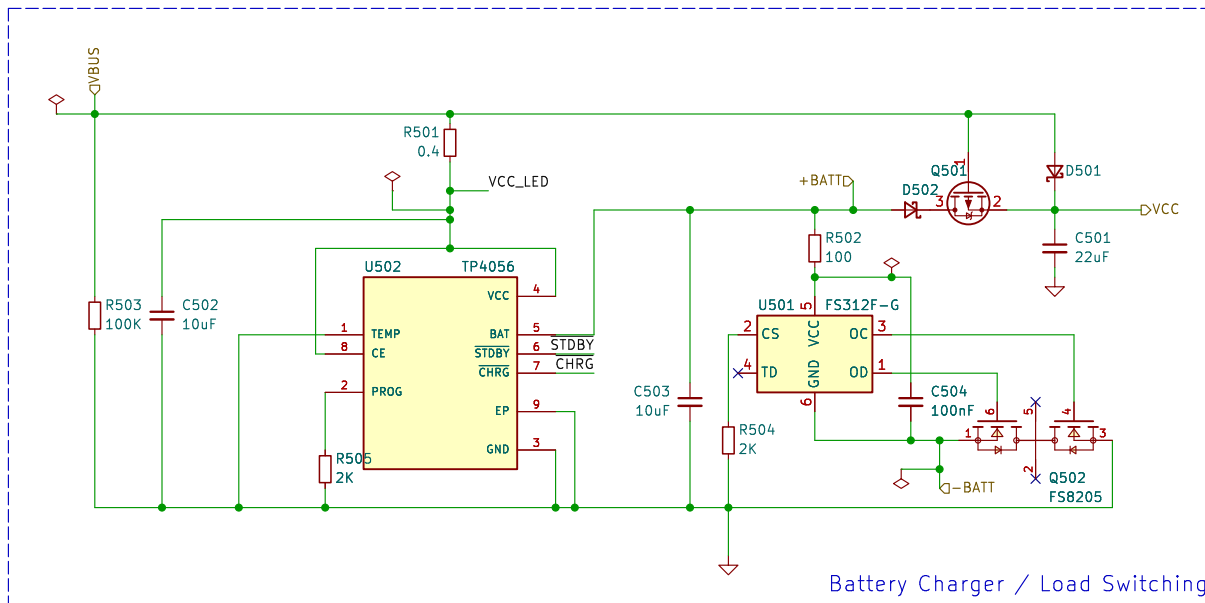 VBUS
R501
0.4
VCC_LED
+BATT
Q501
1
D501
D502
3
2
VCC
R502
100
C501
22uF
U502
TP4056
U501
FS312F-G
VCC
4
5
R503
100K
C502
10uF
1
TEMP
BAT
5
2
CS
VCC
OC
3
STDBY
6
STDBY
8
CE
CHRG
7
CHRG
4
TD
GND
OD
1
2
PROG
C503
10uF
6
C504
100nF
EP
9
6
5
4
R504
2K
1
3
GND
3
R505
2K
2
Q502
FS8205
-BATT
Battery Charger / Load Switching